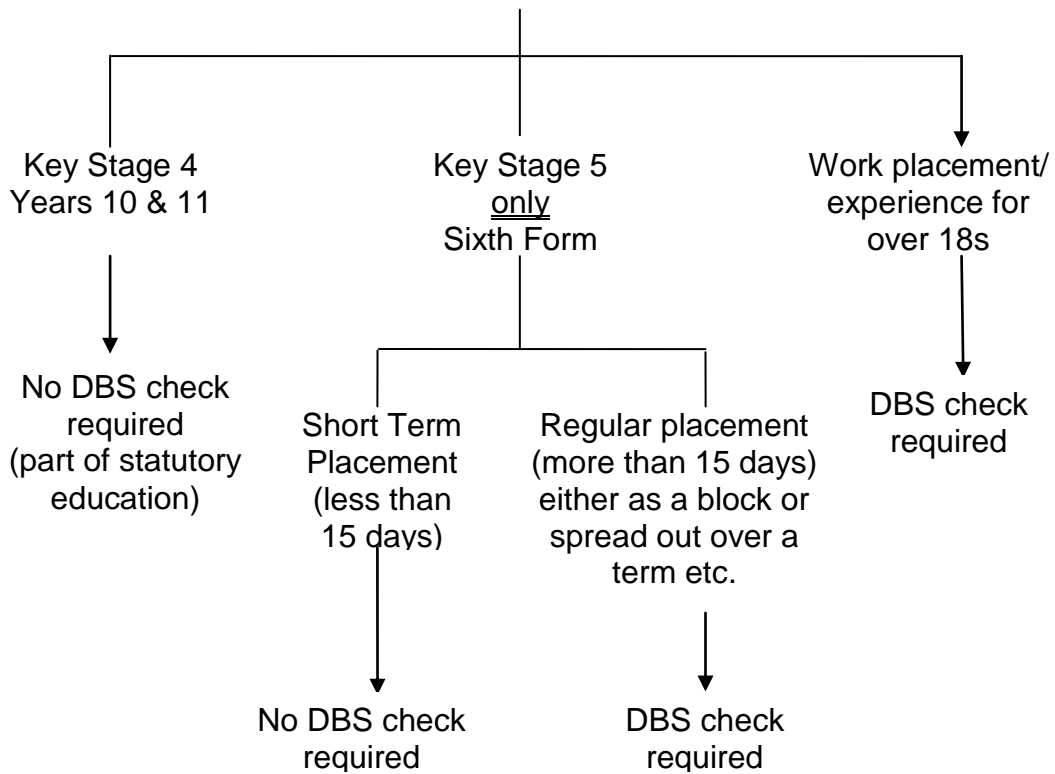 Key Stage 4
Years 10 & 11
Key Stage 5
only
Sixth Form
Work placement/
experience for
over 18s
No DBS check
required
(part of statutory
education)
Short Term
Placement
(less than
15 days)
Regular placement
(more than 15 days)
either as a block or
spread out over a
term etc.
DBS check
required
No DBS check
required
DBS check
required